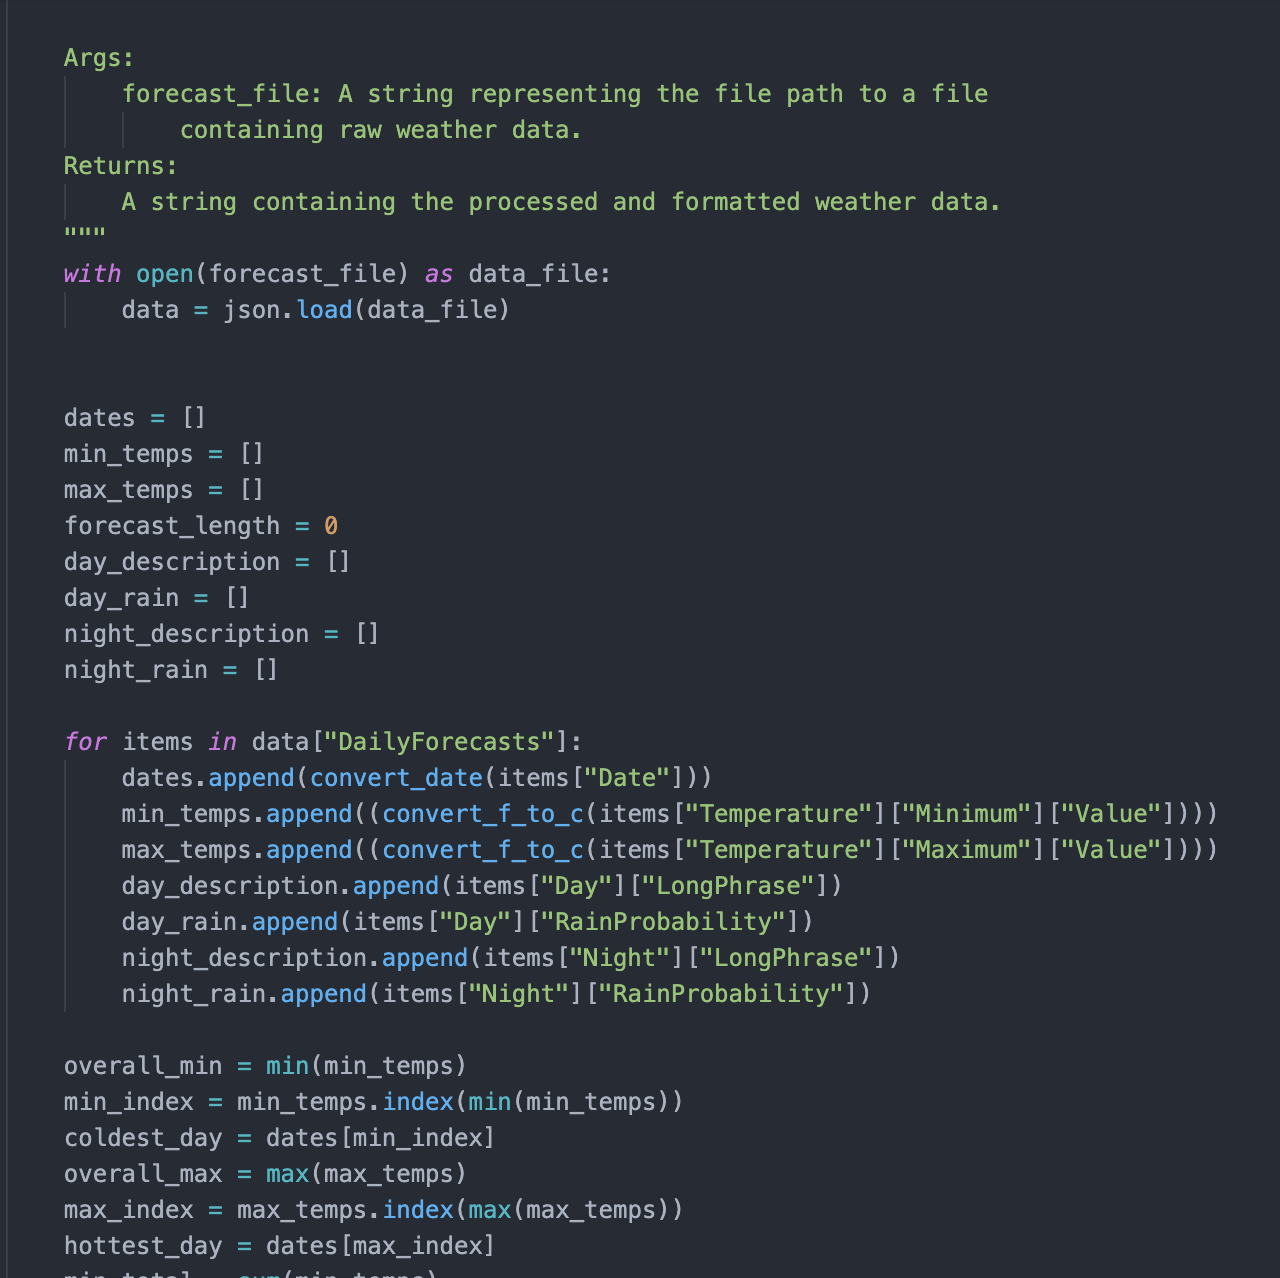 Args:
    forecast_file: A string representing the file path to a file
        containing raw weather data.
Returns:
    A string containing the processed and formatted weather data.
"""
with open(forecast_file) as data_file:
    data = json.load(data_file)
dates = []
min_temps = []
max_temps = []
forecast_length = 0
day_description = []
day_rain = []
night_description = []
night_rain = []
for items in data["DailyForecasts"]:
    dates.append(convert_date(items["Date"]))
    min_temps.append((convert_f_to_c(items["Temperature"]["Minimum"]["Value"])))
    max_temps.append((convert_f_to_c(items["Temperature"]["Maximum"]["Value"])))
    day_description.append(items["Day"]["LongPhrase"])
    day_rain.append(items["Day"]["RainProbability"])
    night_description.append(items["Night"]["LongPhrase"])
    night_rain.append(items["Night"]["RainProbability"])
overall_min = min(min_temps)
min_index = min_temps.index(min(min_temps))
coldest_day = dates[min_index]
overall_max = max(max_temps)
max_index = max_temps.index(max(max_temps))
hottest_day = dates[max_index]